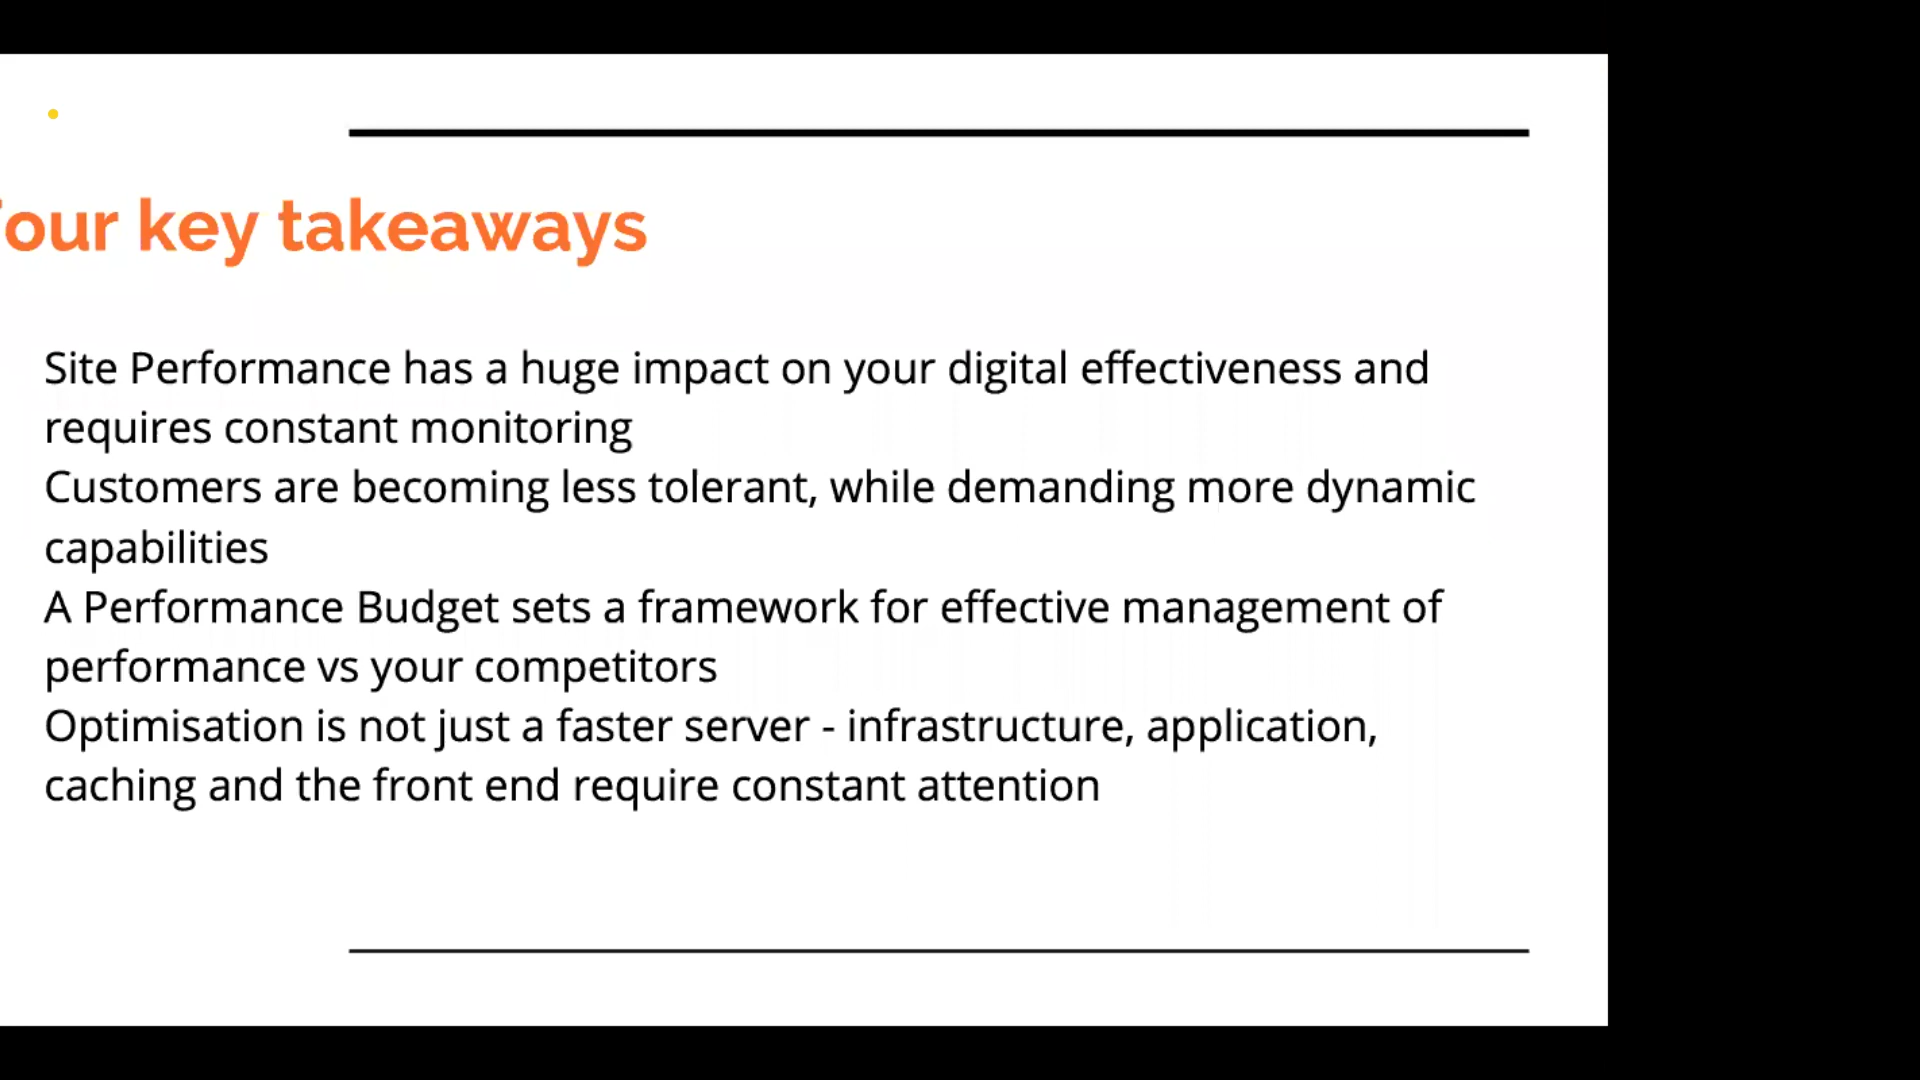 our key takeaways
Site Performance has a huge impact on your digital effectiveness and
requires constant monitoring
Customers are becoming less tolerant, while demanding more dynamic
capabilities
A Performance Budget sets a framework for effective management of
performance vs your competitors
Optimisation is not just a faster server - infrastructure, application,
caching and the front end require constant attention